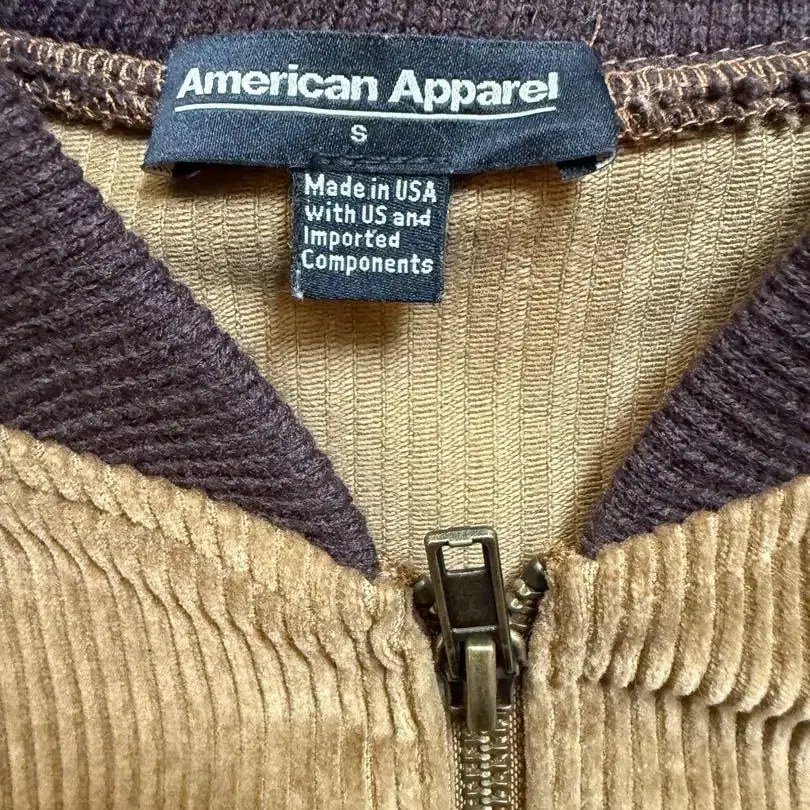 American Apparel
S
Made in USA
with US and
Imported
Components